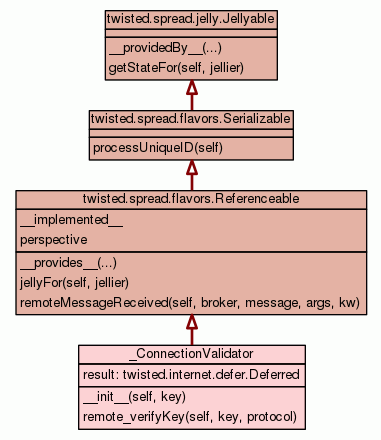 twisted.spread.jelly.Jellyable
__providedBy__(...)
getStateFor(self, jellier)
twisted.spread.flavors.Serializable
processUniqueID(self)
twisted.spread.flavors.Referenceable
__implemented__
perspective
__provides__(...)
jellyFor(self, jellier)
remoteMessageReceived(self, broker, message, args, kw)
_ConnectionValidator
result: twisted.internet.defer.Deferred
__init__(self, key)
remote_verifyKey(self, key, protocol)